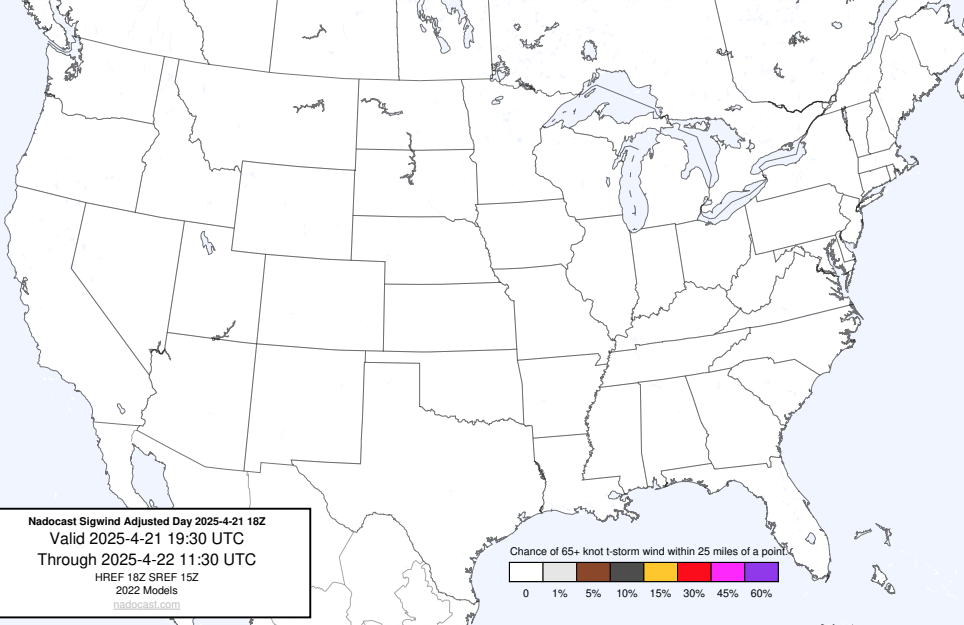 Nadocast Sigwind Adjusted Day 2025-4-21 18Z
Valid 2025-4-21 19:30 UTC
Through 2025-4-22 11:30 UTC
HREF 18Z SREF 15Z
2022 Models
nadocast.com
Chance of 65+ knot t-storm wind within 25 miles of a point.
0 1% 5% 10% 15% 30% 45% 60%